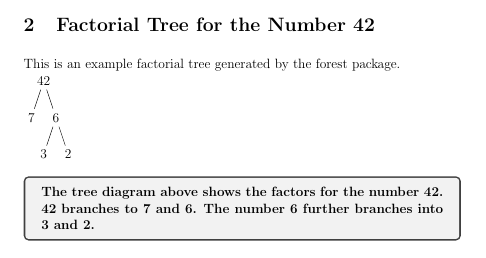 2 Factorial Tree for the Number 42
This is an example factorial tree generated by the forest package.
42
7 6
3 2
The tree diagram above shows the factors for the number 42.
42 branches to 7 and 6. The number 6 further branches into
3 and 2.